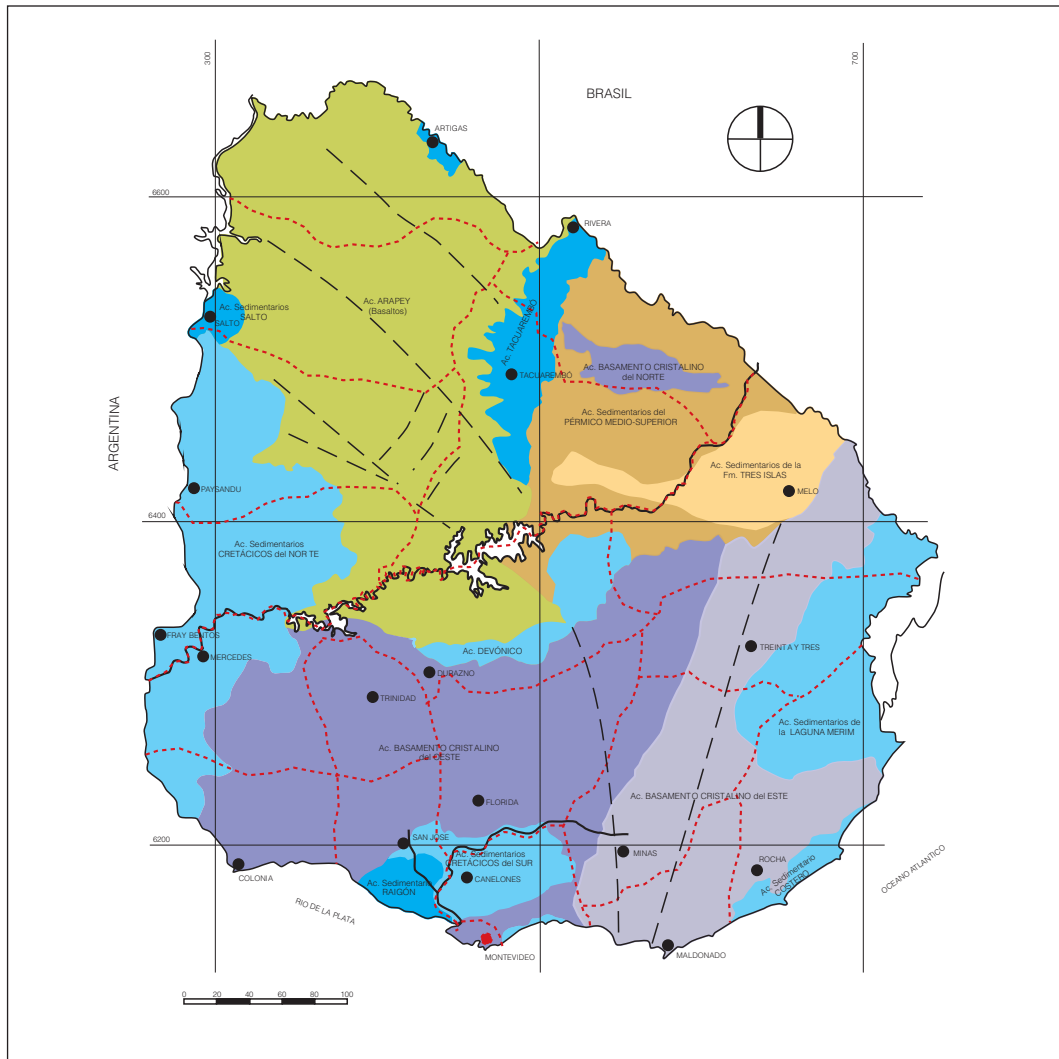 300
700
BRASIL
ARTIGAS
6600
RIVERA
Ac. ARAPEY
(Basaltos)
Ac. Sedimentarios
SALTO
SALTO
Ac. TACUAREMBÓ
TACUAREMBÓ
Ac. BASAMENTO CRISTALINO
del NORTE
ARGENTINA
Ac. Sedimentarios del
PÉRMICO MEDIO-SUPERIOR
Ac. Sedimentarios de la
Fm. TRES ISLAS
MELO
PAYSANDU
6400
Ac. Sedimentarios
CRETÁCICOS del NOR TE
FRAY BENTOS
MERCEDES
Ac. DEVÓNICO
TREINTA Y TRES
DURAZNO
TRINIDAD
Ac. Sedimentarios de
la LAGUNA MERIM
Ac. BASAMENTO CRISTALINO
del OESTE
Ac. BASAMENTO CRISTALINO del ESTE
FLORIDA
6200
SAN JOSE
Ac. Sedimentarios
CRETÁCICOS del SUR
MINAS
ROCHA
COLONIA
Ac. Sedimentario
RAIGÓN
CANELONES
Ac. Sedimentario
COSTERO
OCEANO ATLANTICO
RIO DE LA PLATA
MONTEVIDEO
MALDONADO
0 20 40 60 80 100